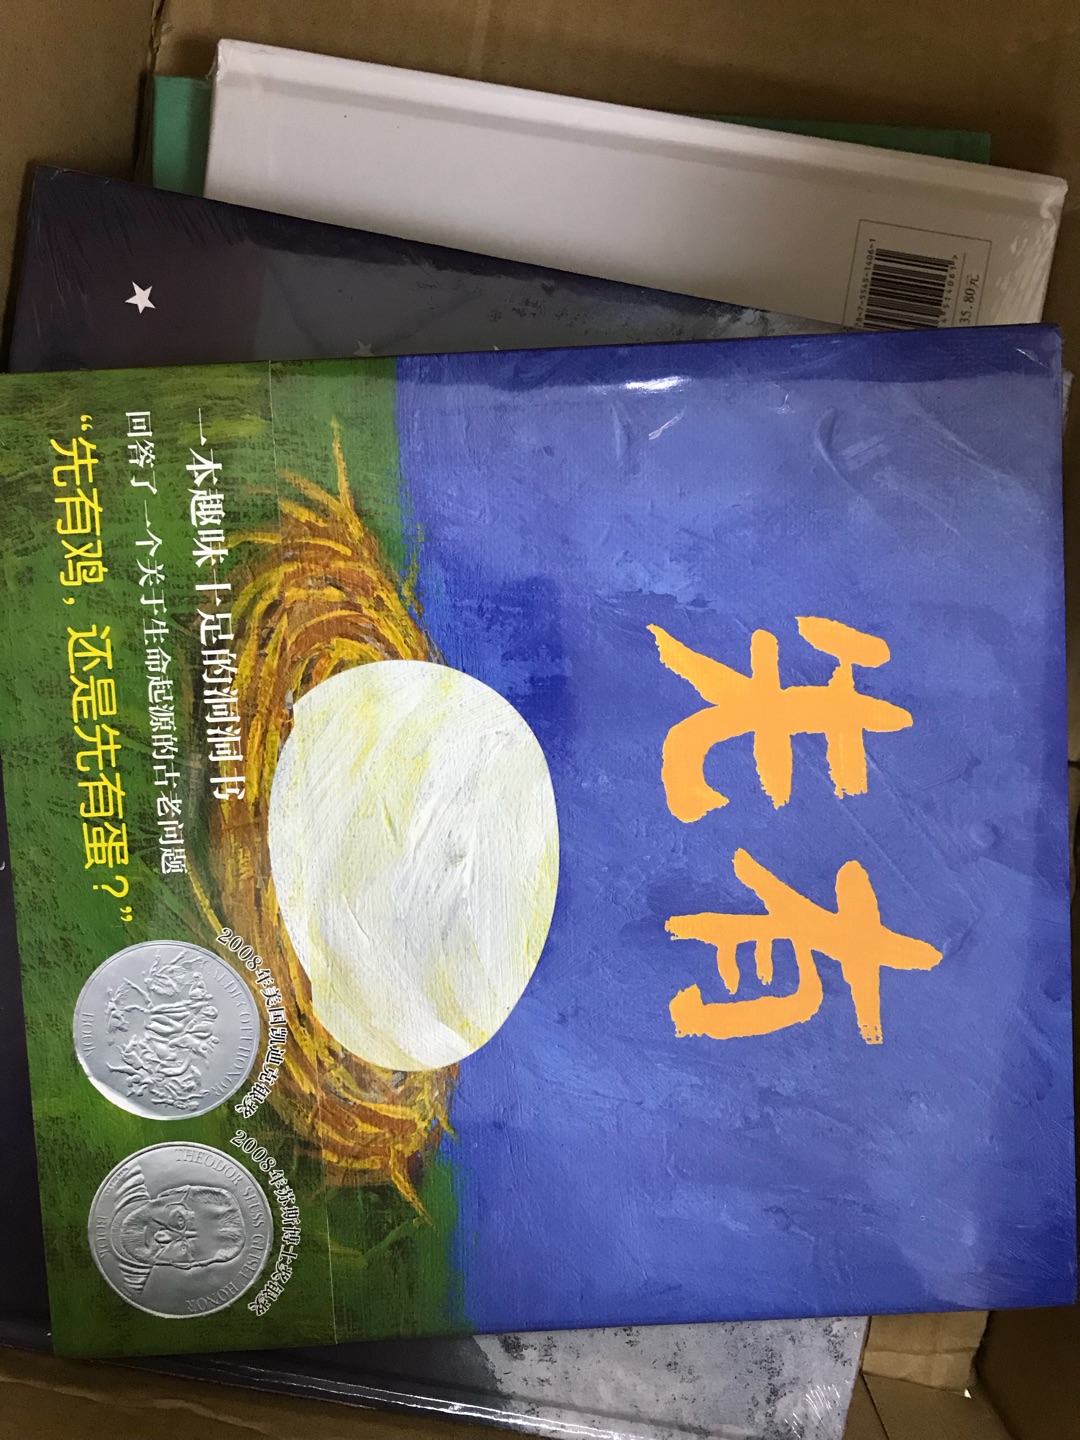 先有
一本趣味十足的洞洞书
回答了一个关于生命起源的古老问题
“先有鸡，还是先有蛋？”
2008年美国凯迪克银奖
2008年苏斯博士奖银奖
THEODOR SEUSS GEISEL HONOR
BOOK
HONOR
BOOK
35.80元